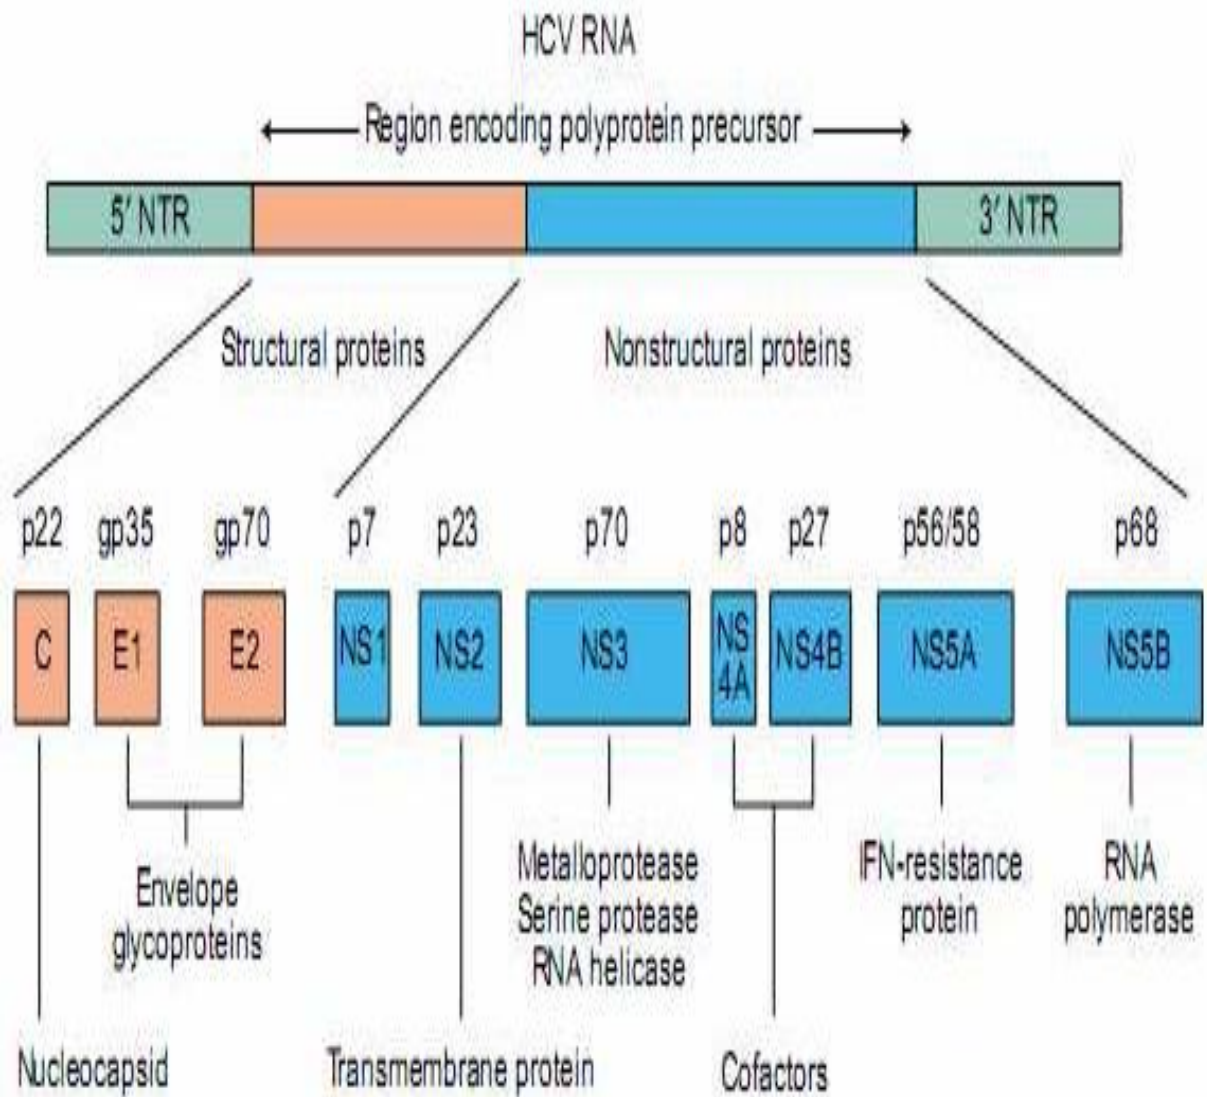 HCV RNA
Region encoding polyprotein precursor
5′ NTR
3′ NTR
Structural proteins
Nonstructural proteins
p22 gp35 gp70 p7 p23 p70 p8 p27 p56/58 p68
C E1 E2 NS1 NS2 NS3 NS
4A NS4B NS5A NS5B
Envelope
glycoproteins
Metalloprotease
Serine protease
RNA helicase
IFN-resistance
protein
RNA
polymerase
Nucleocapsid
Transmembrane protein
Cofactors